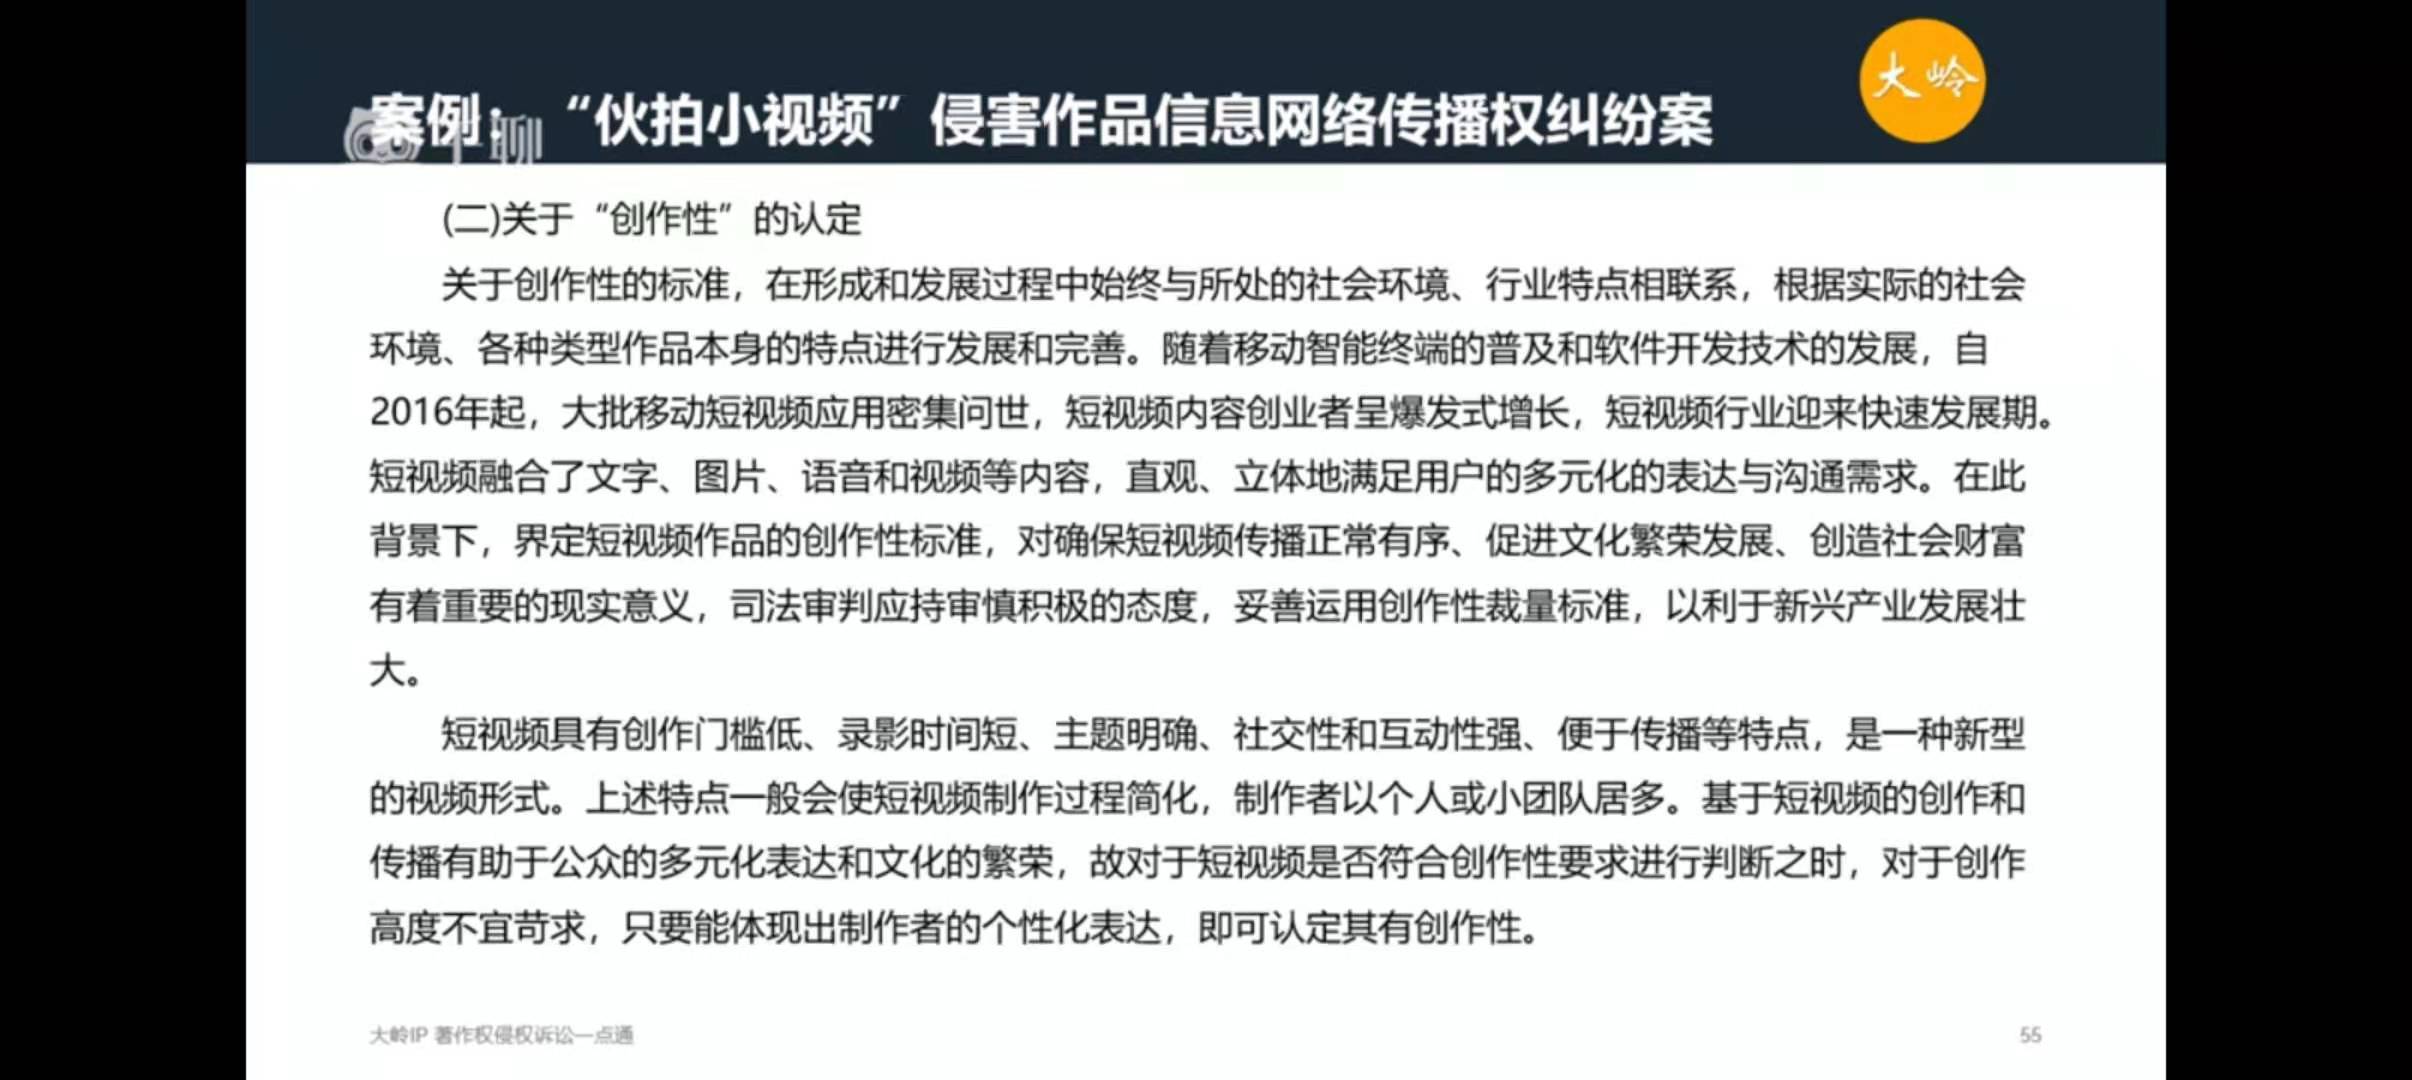 大岭
案例：“伙拍小视频”侵害作品信息网络传播权纠纷案
(二)关于“创作性”的认定
关于创作性的标准，在形成和发展过程中始终与所处的社会环境、行业特点相联系，根据实际的社会
环境、各种类型作品本身的特点进行发展和完善。随着移动智能终端的普及和软件开发技术的发展，自
2016年起，大批移动短视频应用密集问世，短视频内容创业者呈爆发式增长，短视频行业迎来快速发展期。
短视频融合了文字、图片、语音和视频等内容，直观、立体地满足用户的多元化的表达与沟通需求。在此
背景下，界定短视频作品的创作性标准，对确保短视频传播正常有序、促进文化繁荣发展、创造社会财富
有着重要的现实意义，司法审判应持审慎积极的态度，妥善运用创作性裁量标准，以利于新兴产业发展壮
大。
短视频具有创作门槛低、录影时间短、主题明确、社交性和互动性强、便于传播等特点，是一种新型
的视频形式。上述特点一般会使短视频制作过程简化，制作者以个人或小团队居多。基于短视频的创作和
传播有助于公众的多元化表达和文化的繁荣，故对于短视频是否符合创作性要求进行判断之时，对于创作
高度不宜苛求，只要能体现出制作者的个性化表达，即可认定其有创作性。
大岭IP 著作权侵权诉讼一点通
55